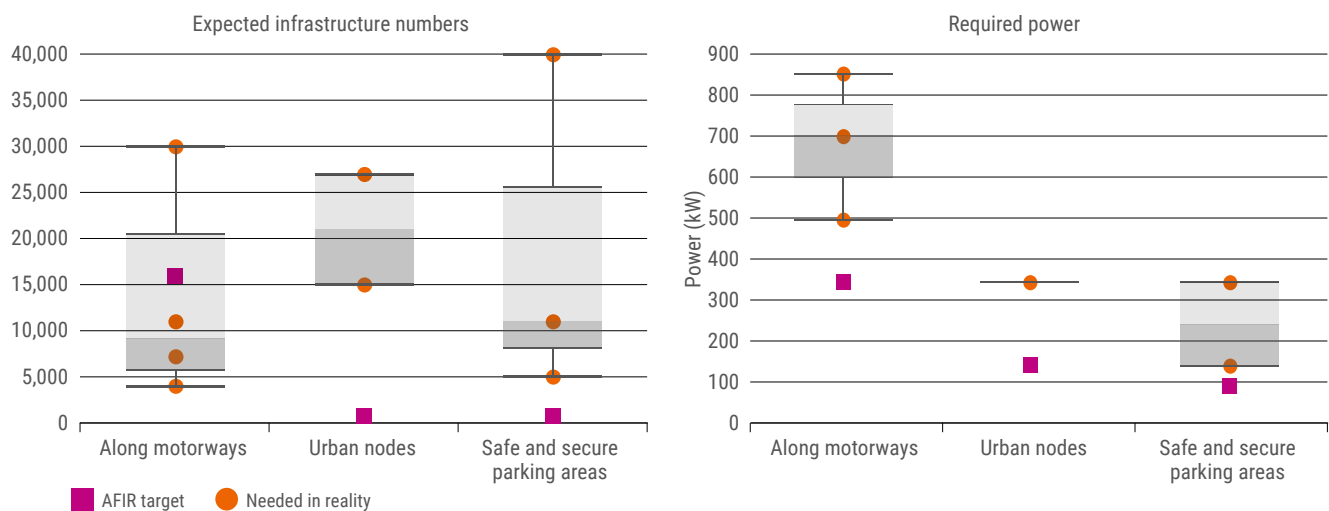 Expected infrastructure numbers
40,000
35,000
30,000
25,000
20,000
15,000
10,000
5,000
0
Along motorways
Urban nodes
Safe and secure
parking areas
AFIR target
Needed in reality
Required power
Power (kW)
900
800
700
600
500
400
300
200
100
0
Along motorways
Urban nodes
Safe and secure
parking areas